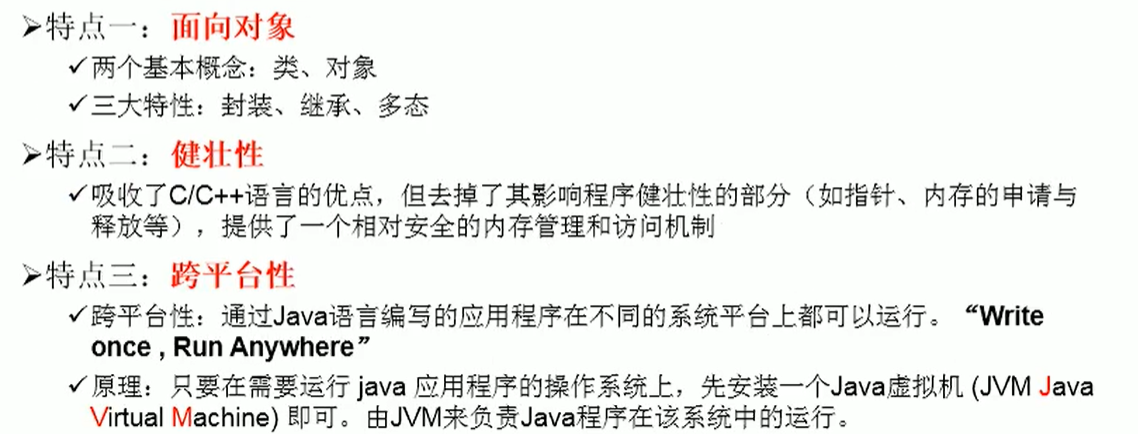 ➢特点一：面向对象
✓两个基本概念：类、对象
✓三大特性：封装、继承、多态
➢特点二：健壮性
✓吸收了C/C++语言的优点，但去掉了其影响程序健壮性的部分（如指针、内存的申请与
释放等），提供了一个相对安全的内存管理和访问机制
➢特点三：跨平台性
✓跨平台性：通过Java语言编写的应用程序在不同的系统平台上都可以运行。“Write
once , Run Anywhere”
✓原理：只要在需要运行 java 应用程序的操作系统上，先安装一个Java虚拟机 (JVM Java
Virtual Machine) 即可。由JVM来负责Java程序在该系统中的运行。